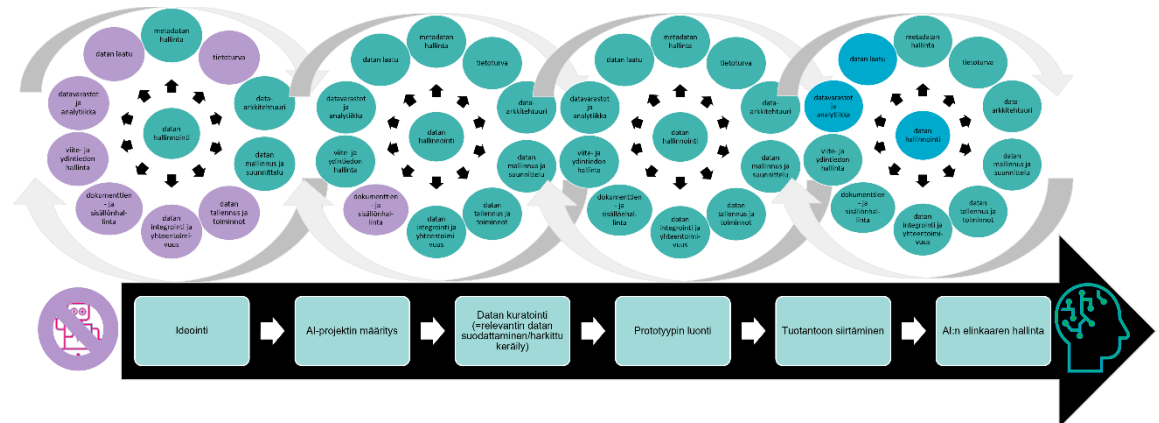 metadatan
hallinta
tietoturva
data-
arkkitehtuuri
datan
mallinnus ja
suunnittelu
datan
tallennus ja
toiminnot
datan
integrointi ja
yhteentoimi-
vuus
dokumenttien
- ja
sisällönhal-
linta
viite- ja
ydintiedon
hallinta
datavarastot
ja
analytiikka
datan laatu
datan
hallinnointi
metadatan
hallinta
tietoturva
data-
arkkitehtuuri
datan
mallinnus ja
suunnittelu
datan
tallennus ja
toiminnot
datan
integrointi ja
yhteentoimi-
vuus
dokumenttien
- ja
sisällönhal-
linta
viite- ja
ydintiedon
hallinta
datavarastot
ja analytiikka
datan laatu
datan
hallinnointi
metadatan
hallinta
tietoturva
data-
arkkitehtuuri
datan
mallinnus ja
suunnittelu
datan
tallennus ja
toiminnot
datan
integrointi ja
yhteentoimi-
vuus
dokumenttien
- ja
sisällönhal-
linta
viite- ja
ydintiedon
hallinta
datavarastot
ja analytiikka
datan laatu
datan
hallinnointi
metadatan
hallinta
tietoturva
data-
arkkitehtuuri
datan
mallinnus ja
suunnittelu
datan
tallennus ja
toiminnot
datan
integrointi ja
yhteentoimi-
vuus
dokumenttien
- ja
sisällönhal-
linta
viite- ja
ydintiedon
hallinta
datavarastot
ja analytiikka
datan laatu
datan
hallinnointi
Ideointi
AI-projektin määritys
Datan kuratointi
(=relevantin datan
suodattaminen/harkittu
keräily)
Prototyypin luonti
Tuotantoon siirtäminen
AI:n elinkaaren hallinta